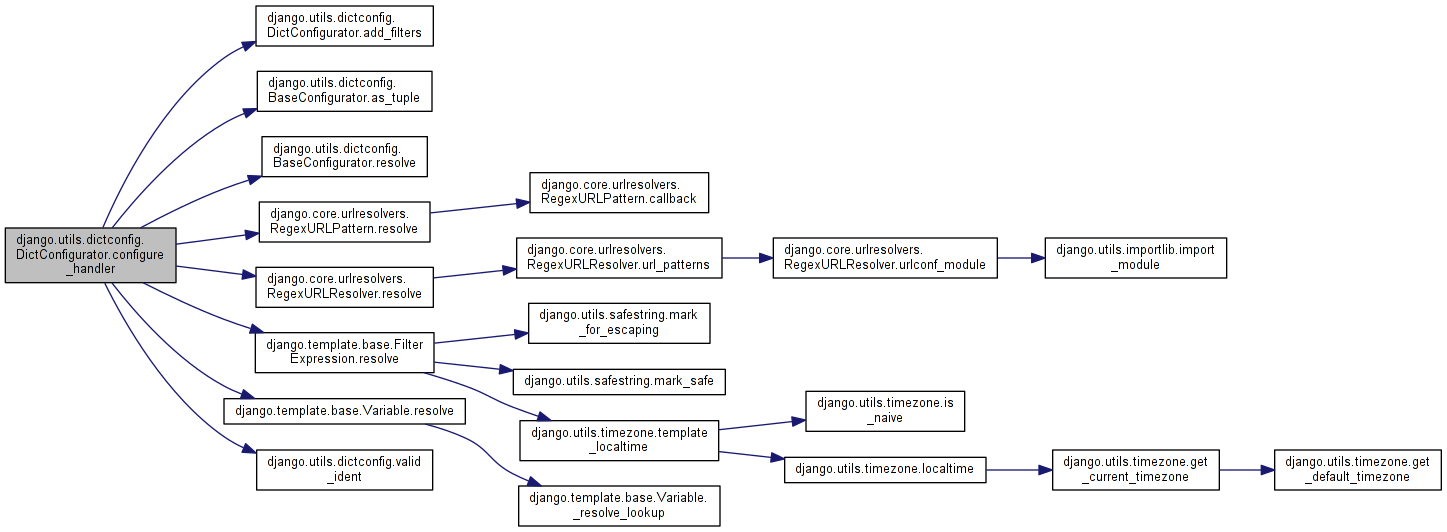 django.utils.dictconfig.
DictConfigurator.configure
_handler
django.utils.dictconfig.
DictConfigurator.add_filters
django.utils.dictconfig.
BaseConfigurator.as_tuple
django.utils.dictconfig.
BaseConfigurator.resolve
django.core.urlresolvers.
RegexURLPattern.resolve
django.core.urlresolvers.
RegexURLResolver.resolve
django.template.base.Filter
Expression.resolve
django.template.base.Variable.resolve
django.utils.dictconfig.valid
_ident
django.core.urlresolvers.
RegexURLPattern.callback
django.core.urlresolvers.
RegexURLResolver.url_patterns
django.utils.safestring.mark
_for_escaping
django.utils.safestring.mark_safe
django.utils.timezone.template
_localtime
django.template.base.Variable.
_resolve_lookup
django.core.urlresolvers.
RegexURLResolver.urlconf_module
django.utils.timezone.is
_naive
django.utils.timezone.localtime
django.utils.importlib.import
_module
django.utils.timezone.get
_current_timezone
django.utils.timezone.get
_default_timezone